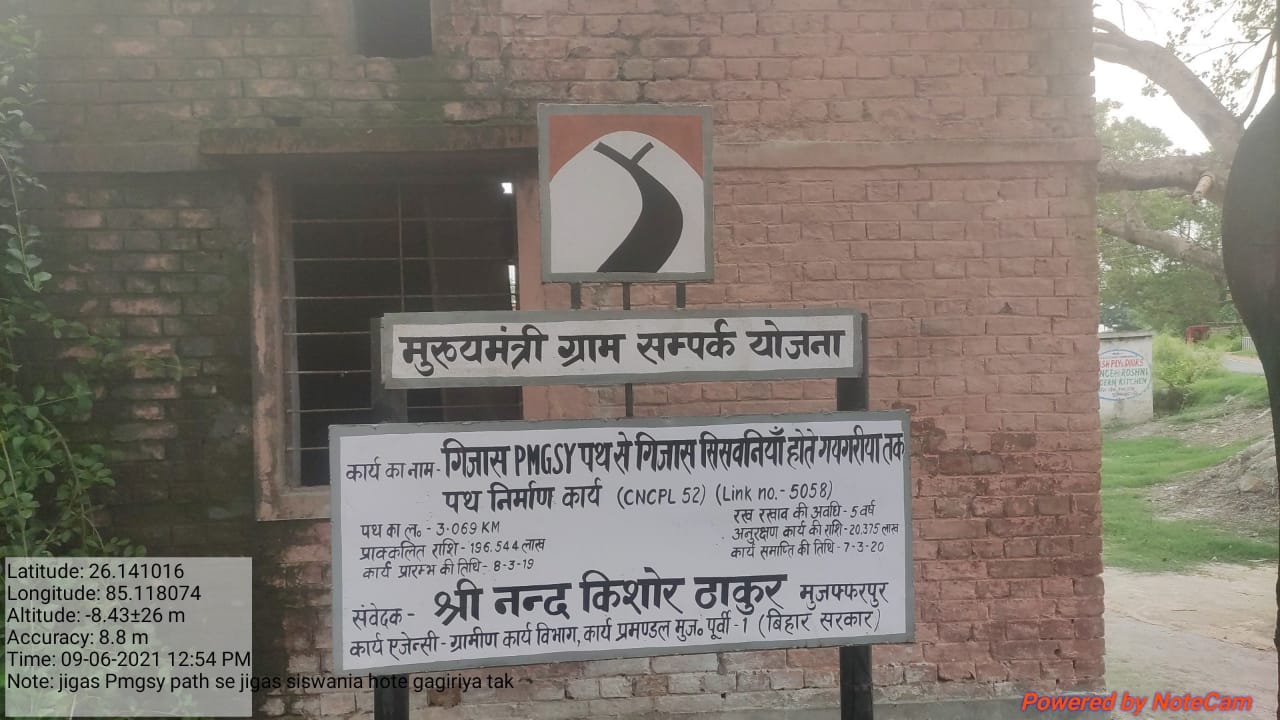 मुख्यमंत्री ग्राम सम्पर्क योजना
कार्य का नाम- गिजास PMGSY पथ से गिजास सिसवनियाँ होते गयगरीया तक
पथ निर्माण कार्य (CNCPL 52) (Link no.- 5058)
पथ का ल॰ - 3.069 KM
प्राक्कलित राशि - 196.544 लाख
कार्य प्रारम्भ की तिथि- 8-3-19
रख रखाव की अवधि - 5 वर्ष
अनुरक्षण कार्य की राशि - 20.375 लाख
कार्य समाप्ति की तिथि - 7-3-20
संवेदक - श्री नन्द किशोर ठाकुर मुजफ्फरपुर
कार्य एजेन्सी - ग्रामीण कार्य विभाग, कार्य प्रमण्डल मुज॰ पूर्वी - 1 (बिहार सरकार)
ROSHNI
KITCHEN
Latitude: 26.141016
Longitude: 85.118074
Altitude: -8.43±26 m
Accuracy: 8.8 m
Time: 09-06-2021 12:54 PM
Note: jigas Pmgsy path se jigas siswania hote gagiriya tak
Powered by NoteCam